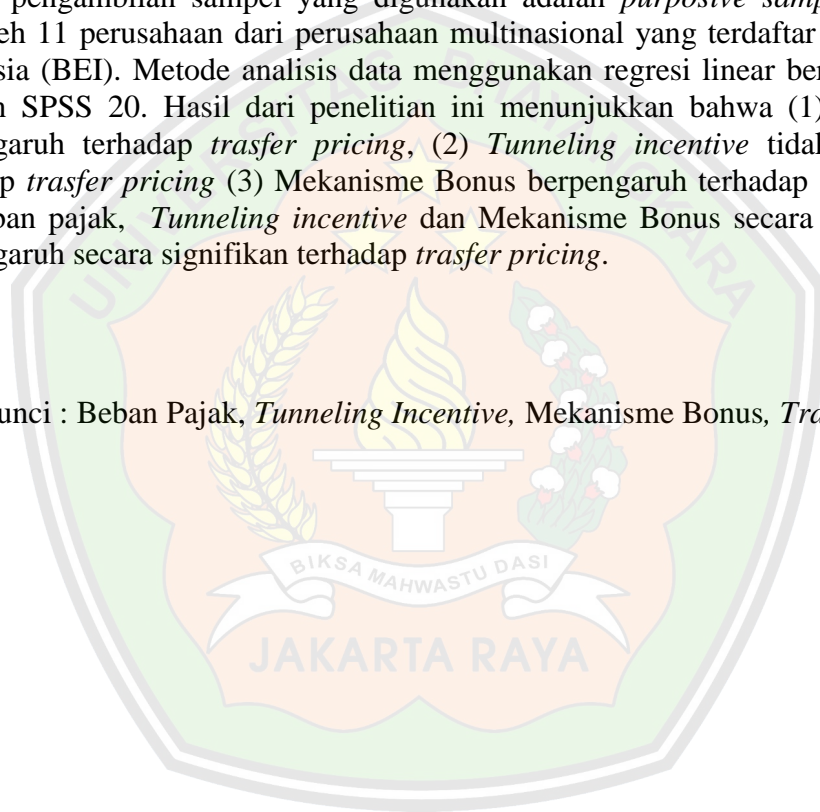 pengambilan sampel yang digunakan adalah purposive samp
eh 11 perusahaan dari perusahaan multinasional yang terdaftar
sia (BEI). Metode analisis data menggunakan regresi linear ber
n SPSS 20. Hasil dari penelitian ini menunjukkan bahwa (1)
garuh terhadap trasfer pricing, (2) Tunneling incentive tidal
p trasfer pricing (3) Mekanisme Bonus berpengaruh terhadap
ban pajak, Tunneling incentive dan Mekanisme Bonus secara
garuh secara signifikan terhadap trasfer pricing.
unci : Beban Pajak, Tunneling Incentive, Mekanisme Bonus, Tra
UNIVERSITAS BHAYANGKARA
BIKSA MAHWASTU DASI
JAKARTA RAYA